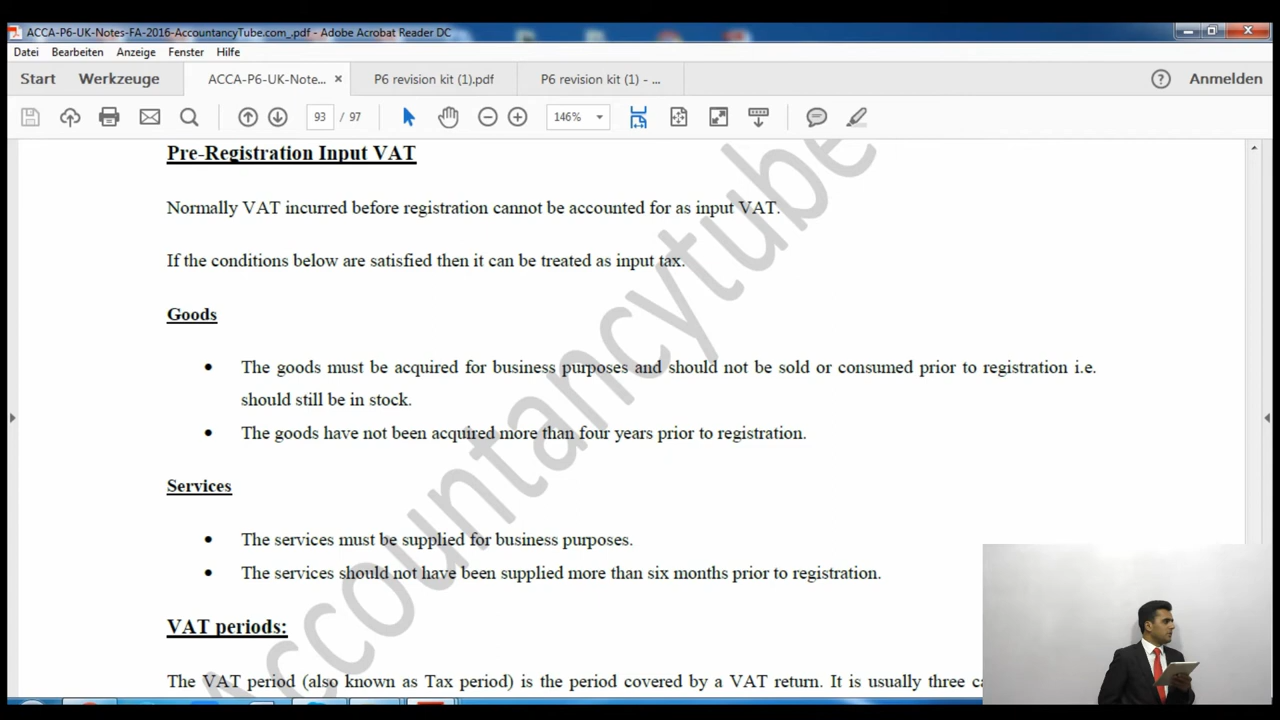 ACCA-P6-UK-Notes-FA-2016-AccountancyTube.com_.pdf - Adobe Acrobat Reader DC
Datei Bearbeiten Anzeige Fenster Hilfe
Start Werkzeuge ACCA-P6-UK-Note... × P6 revision kit (1).pdf P6 revision kit (1) - ... Anmelden
93 / 97 146%
Pre-Registration Input VAT
Normally VAT incurred before registration cannot be accounted for as input VAT.
If the conditions below are satisfied then it can be treated as input tax.
Goods
• The goods must be acquired for business purposes and should not be sold or consumed prior to registration i.e.
should still be in stock.
• The goods have not been acquired more than four years prior to registration.
Services
• The services must be supplied for business purposes.
• The services should not have been supplied more than six months prior to registration.
VAT periods:
The VAT period (also known as Tax period) is the period covered by a VAT return. It is usually three
Accountancytube